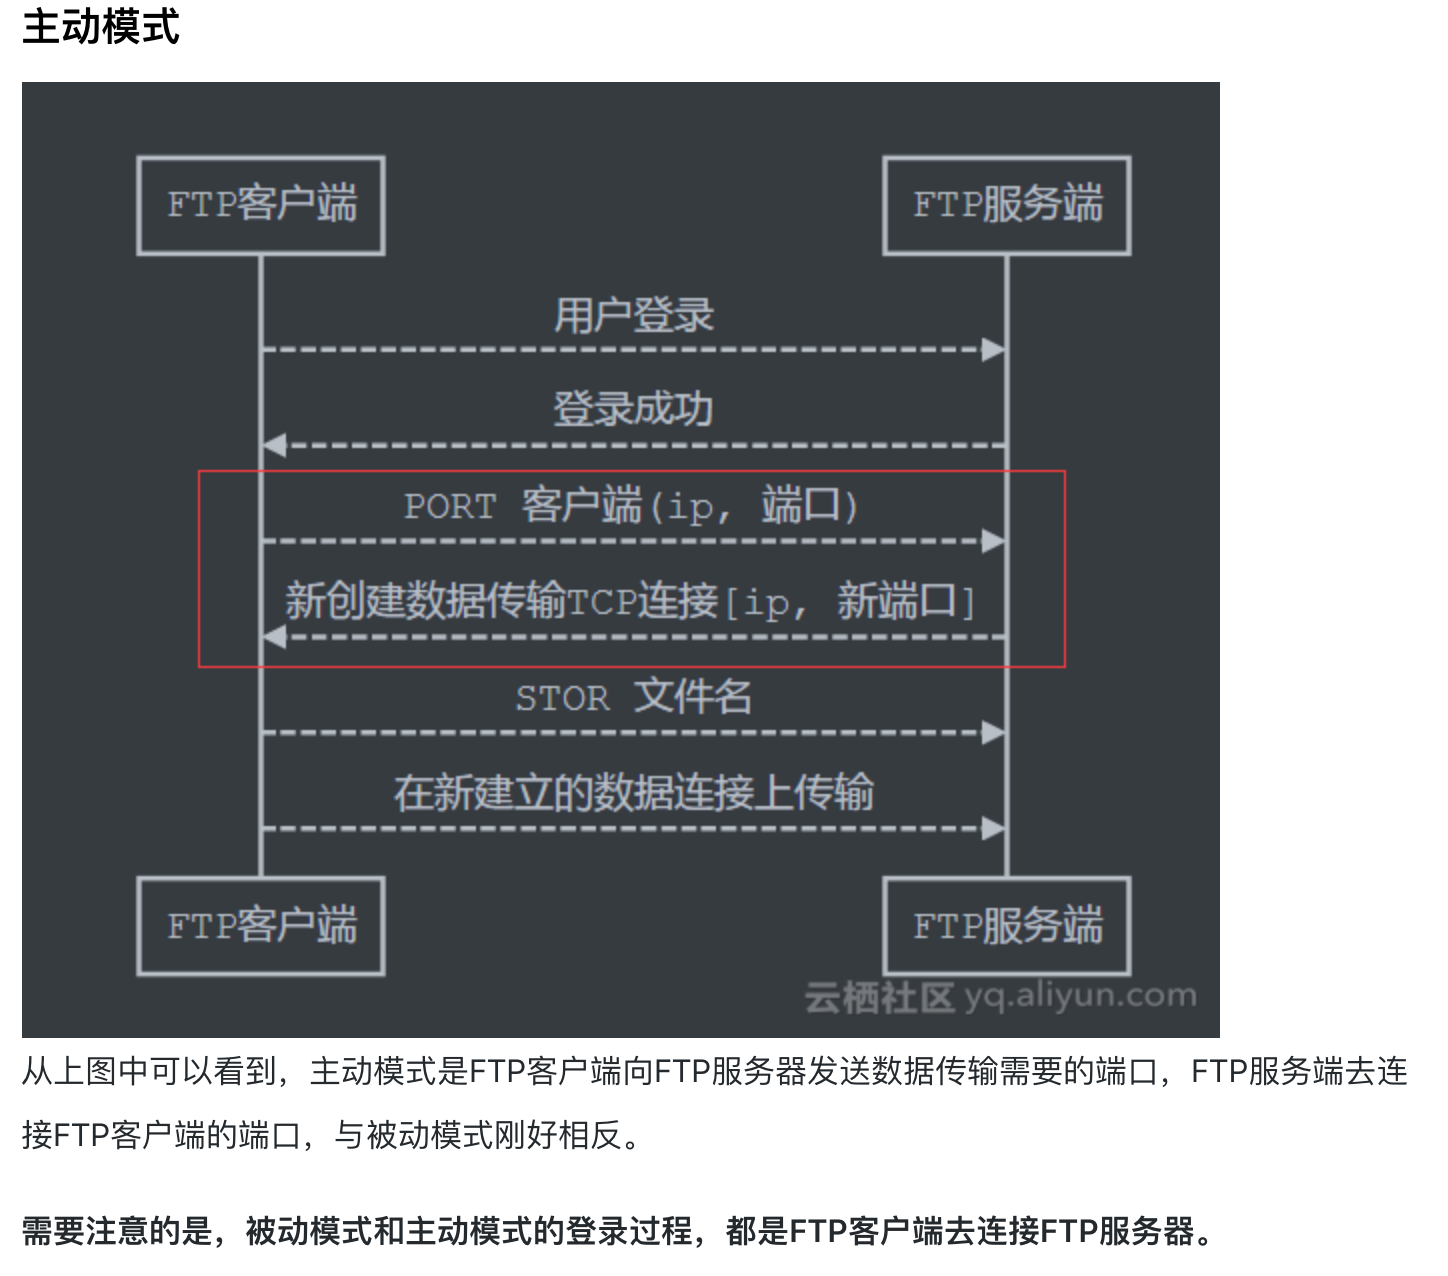 主动模式
FTP客户端
FTP服务端
用户登录
登录成功
PORT 客户端(ip, 端口)
新创建数据传输TCP连接[ip, 新端口]
STOR 文件名
在新建立的数据连接上传输
FTP客户端
FTP服务端
云栖社区 yq.aliyun.com
从上图中可以看到，主动模式是FTP客户端向FTP服务器发送数据传输需要的端口，FTP服务端去连
接FTP客户端的端口，与被动模式刚好相反。
需要注意的是，被动模式和主动模式的登录过程，都是FTP客户端去连接FTP服务器。